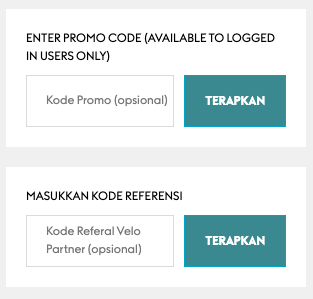 ENTER PROMO CODE (AVAILABLE TO LOGGED
IN USERS ONLY)
Kode Promo (opsional)
TERAPKAN
MASUKKAN KODE REFERENSI
Kode Referal Velo
Partner (opsional)
TERAPKAN